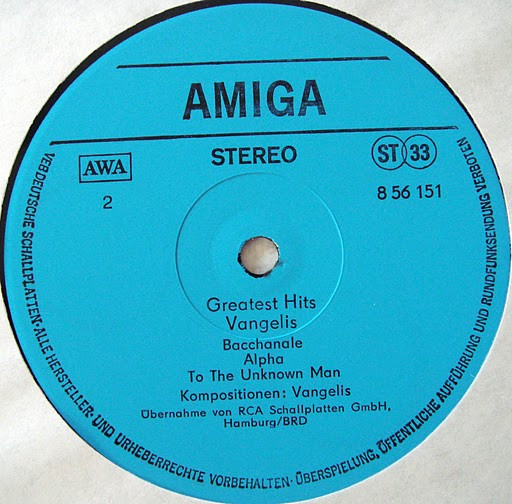 AMIGA
STEREO
ST 33
AWA
2
8 56 151
Greatest Hits
Vangelis
Bacchanale
Alpha
To The Unknown Man
Kompositionen: Vangelis
Übernahme von RCA Schallplatten GmbH,
Hamburg/BRD
VEB DEUTSCHE SCHALLPLATTEN · ALLE HERSTELLER- UND URHEBERRECHTE VORBEHALTEN · ÜBERSPIELUNG, ÖFFENTLICHE AUFFÜHRUNG UND RUNDFUNKSENDUNG VERBOTEN